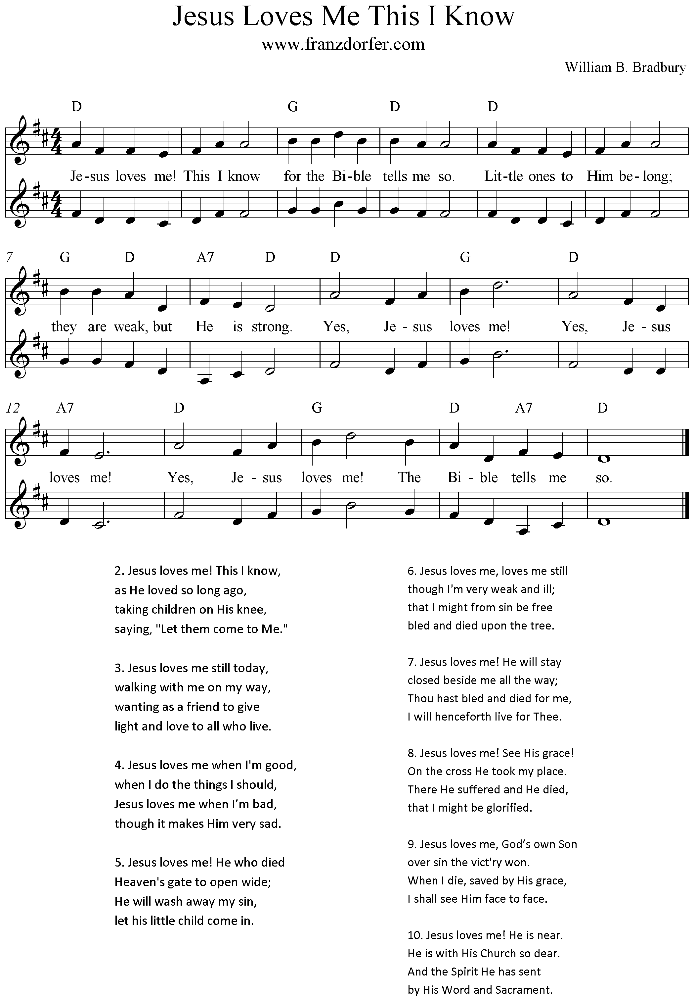 Jesus Loves Me This I Know
www.franzdorfer.com
William B. Bradbury
D G D D
4 4
Je-sus loves me! This I know for the Bi-ble tells me so. Lit-tle ones to Him be-long;
4 4
7 G D A7 D D G D
they are weak, but He is strong. Yes, Je - sus loves me! Yes, Je - sus
12 A7 D G D A7 D
loves me! Yes, Je - sus loves me! The Bi - ble tells me so.
2. Jesus loves me! This I know,
as He loved so long ago,
taking children on His knee,
saying, "Let them come to Me."
3. Jesus loves me still today,
walking with me on my way,
wanting as a friend to give
light and love to all who live.
4. Jesus loves me when I'm good,
when I do the things I should,
Jesus loves me when I’m bad,
though it makes Him very sad.
5. Jesus loves me! He who died
Heaven's gate to open wide;
He will wash away my sin,
let his little child come in.
6. Jesus loves me, loves me still
though I'm very weak and ill;
that I might from sin be free
bled and died upon the tree.
7. Jesus loves me! He will stay
closed beside me all the way;
Thou hast bled and died for me,
I will henceforth live for Thee.
8. Jesus loves me! See His grace!
On the cross He took my place.
There He suffered and He died,
that I might be glorified.
9. Jesus loves me, God’s own Son
over sin the vict'ry won.
When I die, saved by His grace,
I shall see Him face to face.
10. Jesus loves me! He is near.
He is with His Church so dear.
And the Spirit He has sent
by His Word and Sacrament.